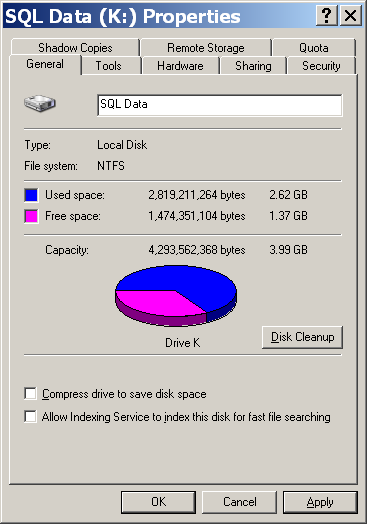 SQL Data (K:) Properties
Shadow Copies Remote Storage Quota
General Tools Hardware Sharing Security
SQL Data
Type: Local Disk
File system: NTFS
Used space: 2,819,211,264 bytes 2.62 GB
Free space: 1,474,351,104 bytes 1.37 GB
Capacity: 4,293,562,368 bytes 3.99 GB
Drive K
Disk Cleanup
Compress drive to save disk space
Allow Indexing Service to index this disk for fast file searching
OK Cancel Apply